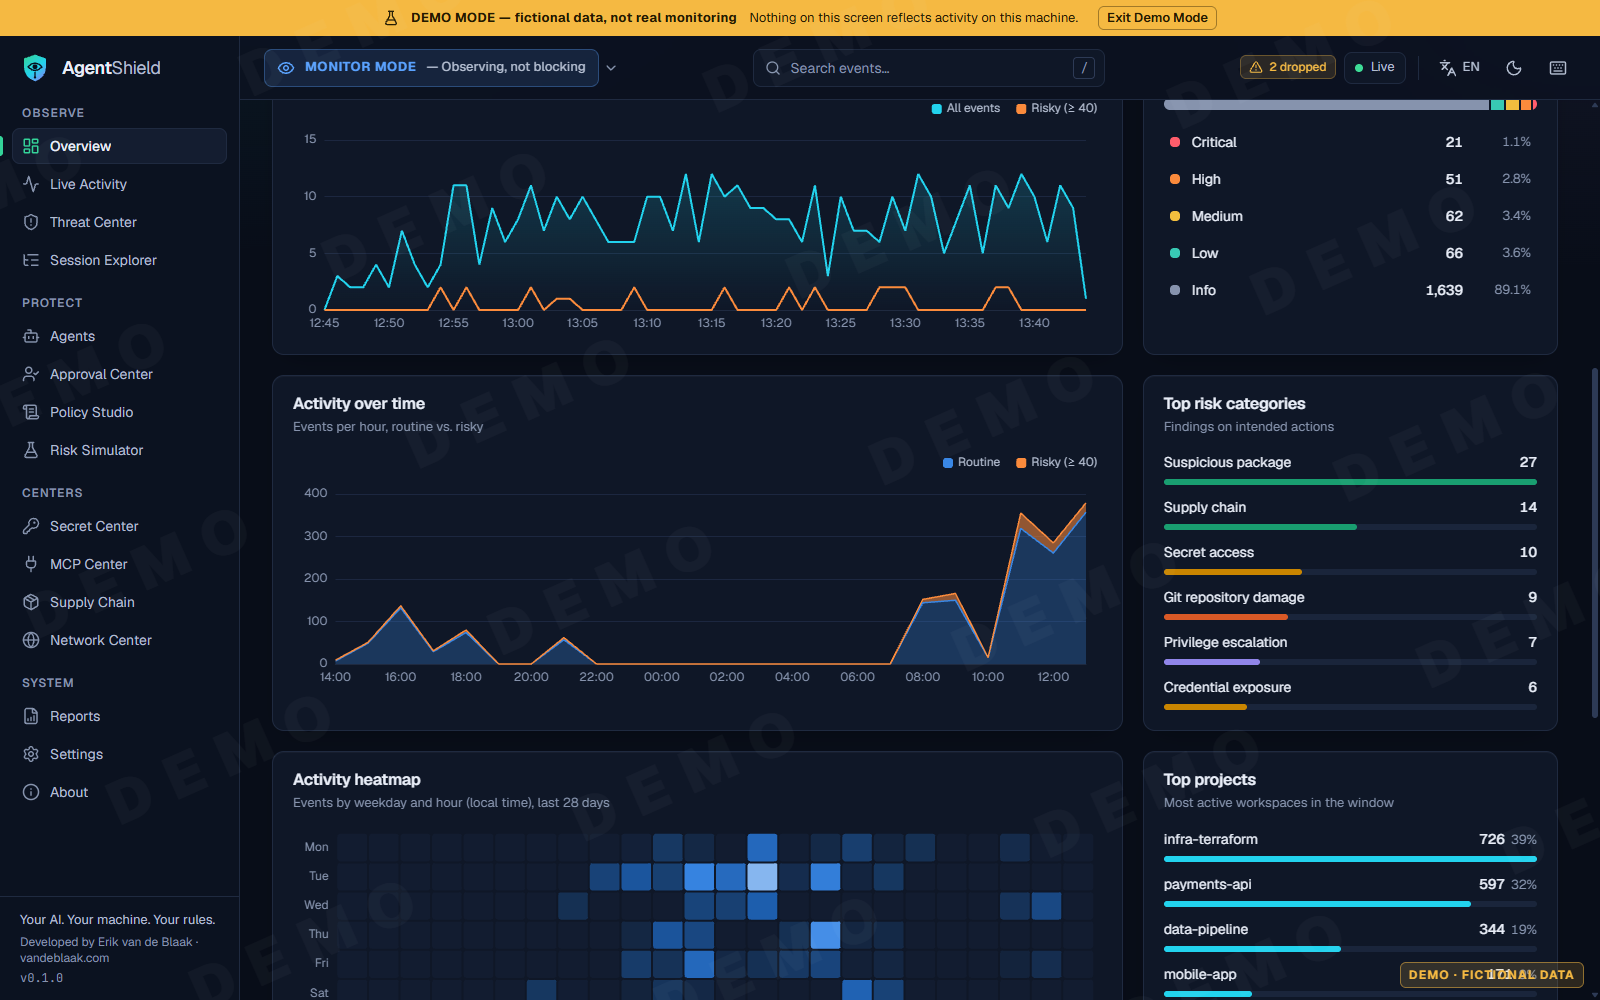 DEMO MODE — fictional data, not real monitoring Nothing on this screen reflects activity on this machine. Exit Demo Mode
AgentShield
MONITOR MODE — Observing, not blocking
Search events... /
2 dropped
Live
EN
OBSERVE
Overview
Live Activity
Threat Center
Session Explorer
PROTECT
Agents
Approval Center
Policy Studio
Risk Simulator
CENTERS
Secret Center
MCP Center
Supply Chain
Network Center
SYSTEM
Reports
Settings
About
Your AI. Your machine. Your rules.
Developed by Erik van de Blaak ·
vandeblaak.com
v0.1.0
All events Risky (≥ 40)
15
10
5
0
12:45 12:50 12:55 13:00 13:05 13:10 13:15 13:20 13:25 13:30 13:35 13:40
Critical 21 1.1%
High 51 2.8%
Medium 62 3.4%
Low 66 3.6%
Info 1,639 89.1%
Activity over time
Events per hour, routine vs. risky
Routine Risky (≥ 40)
400
300
200
100
0
14:00 16:00 18:00 20:00 22:00 00:00 02:00 04:00 06:00 08:00 10:00 12:00
Top risk categories
Findings on intended actions
Suspicious package 27
Supply chain 14
Secret access 10
Git repository damage 9
Privilege escalation 7
Credential exposure 6
Activity heatmap
Events by weekday and hour (local time), last 28 days
Mon
Tue
Wed
Thu
Fri
Sat
Top projects
Most active workspaces in the window
infra-terraform 726 39%
payments-api 597 32%
data-pipeline 344 19%
mobile-app
DEMO · FICTIONAL DATA
DEMO